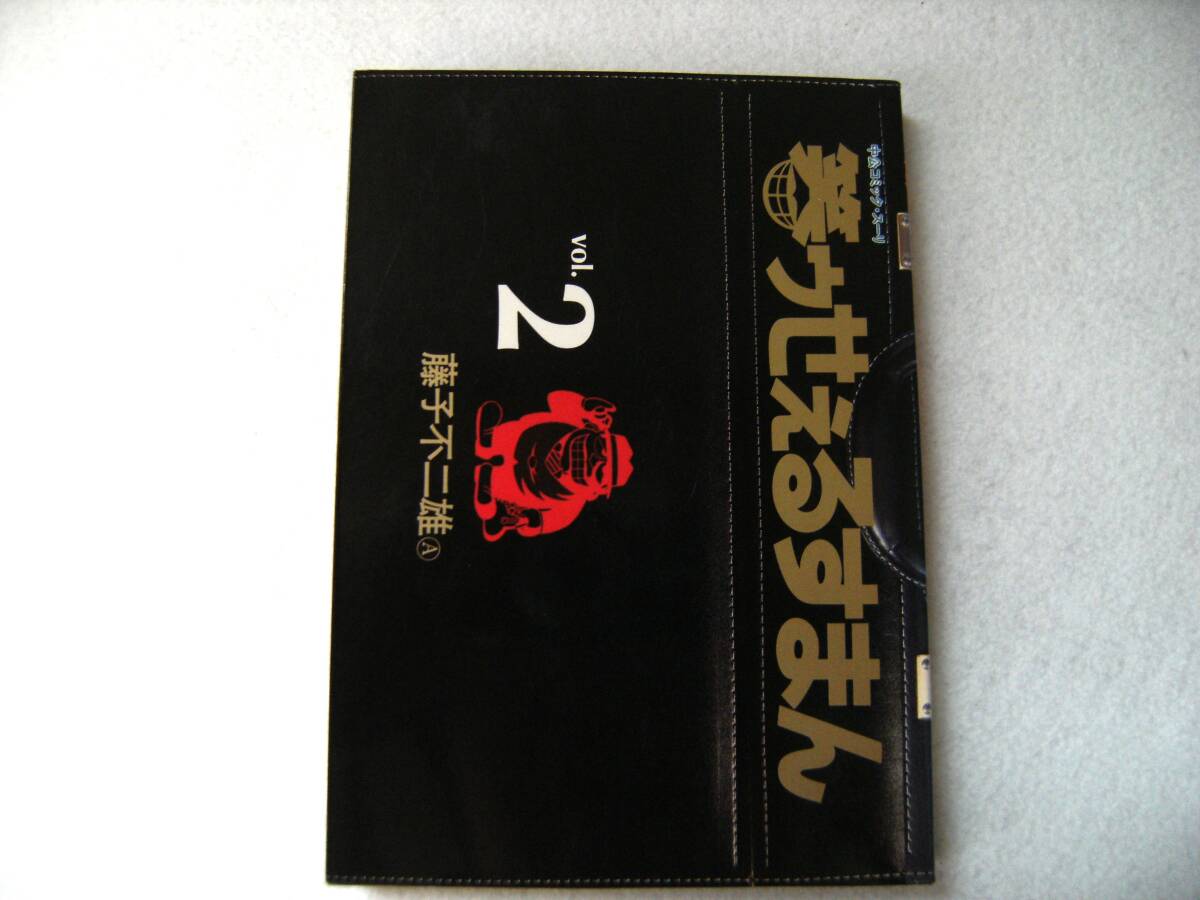 中公コミック・スーリ
笑ゥせぇるすまん
vol.2
藤子不二雄Ⓐ